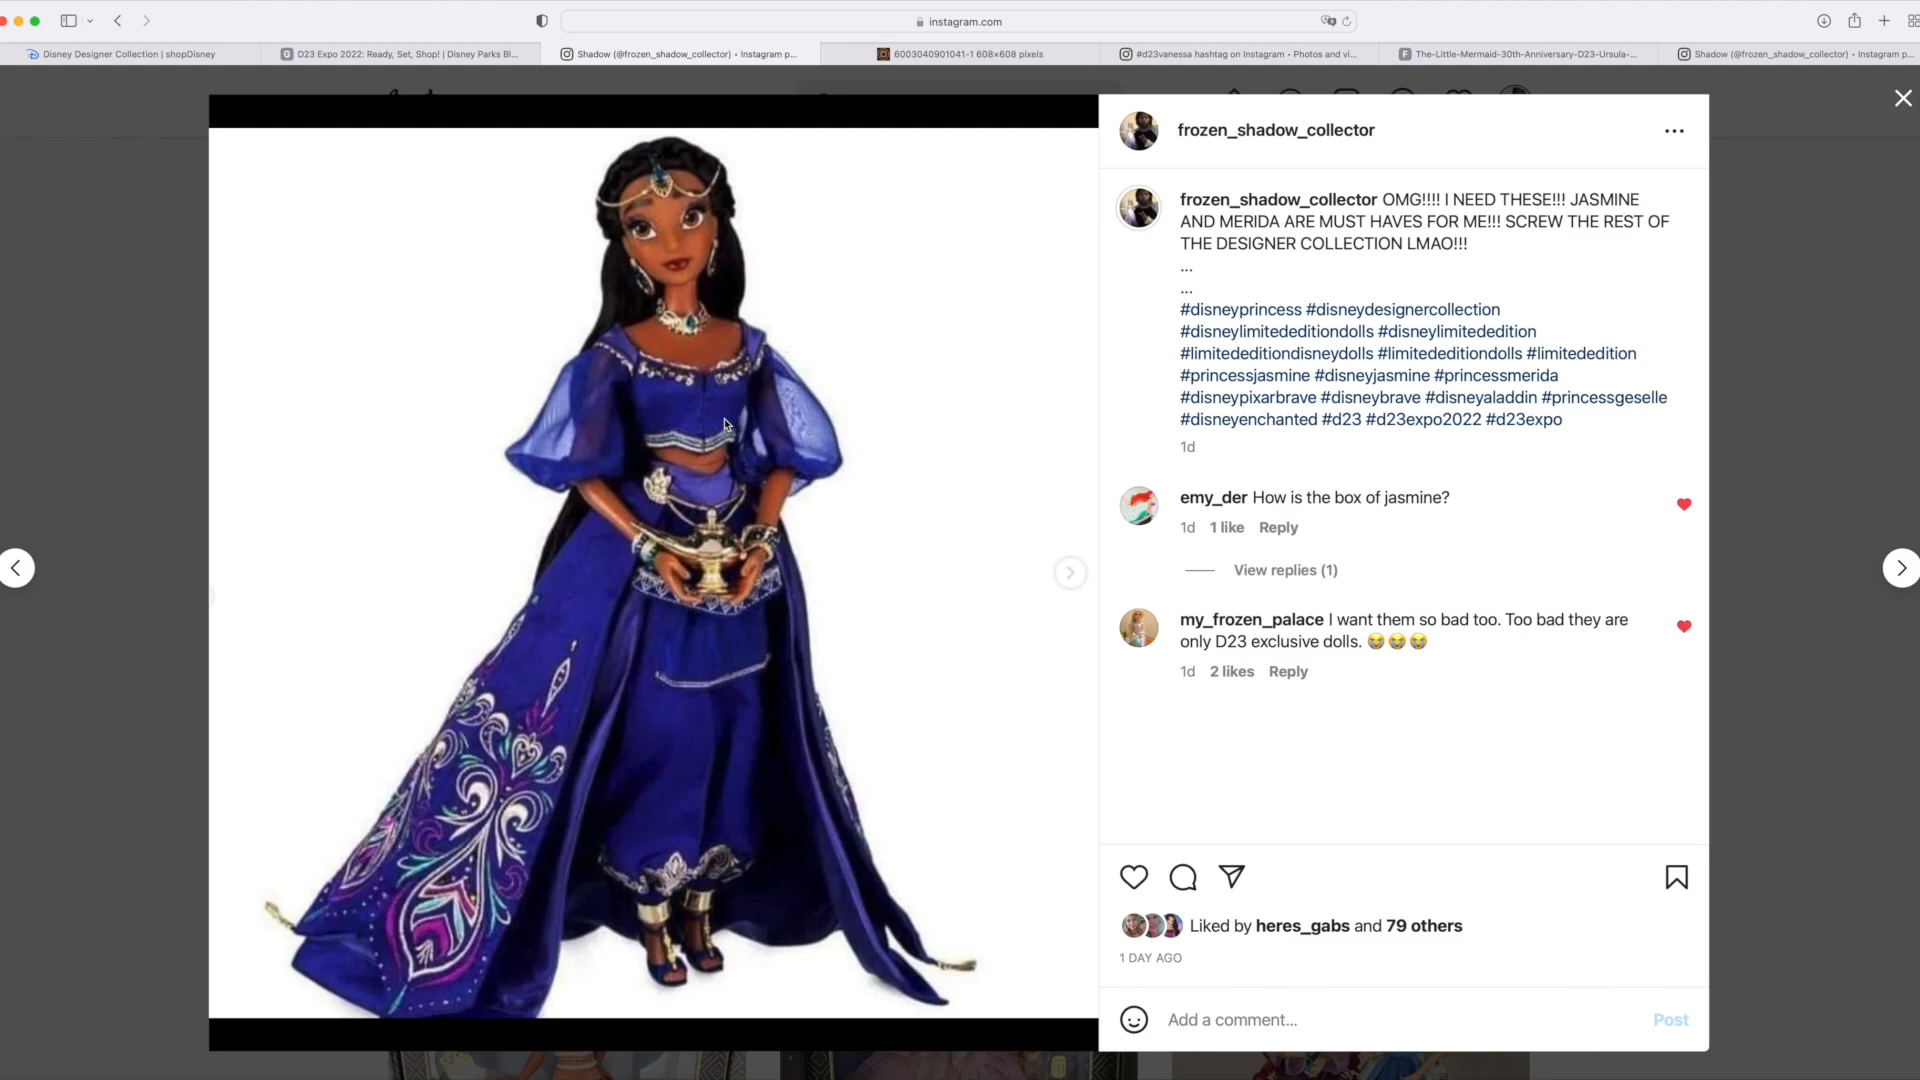 instagram.com
Disney Designer Collection | shopDisney
D23 Expo 2022: Ready, Set, Shop! | Disney Parks Bl...
Shadow (@frozen_shadow_collector) • Instagram p...
6003040901041-1 608×608 pixels
#d23vanessa hashtag on Instagram • Photos and vi...
The-Little-Mermaid-30th-Anniversary-D23-Ursula-...
Shadow (@frozen_shadow_collector) • Instagram p...
frozen_shadow_collector
frozen_shadow_collector OMG!!!! I NEED THESE!!! JASMINE
AND MERIDA ARE MUST HAVES FOR ME!!! SCREW THE REST OF
THE DESIGNER COLLECTION LMAO!!!
...
...
#disneyprincess #disneydesignercollection
#disneylimitededitiondolls #disneylimitededition
#limitededitiondisneydolls #limitededitiondolls #limitededition
#princessjasmine #disneyjasmine #princessmerida
#disneypixarbrave #disneybrave #disneyaladdin #princessgeselle
#disneyenchanted #d23 #d23expo2022 #d23expo
1d
emy_der How is the box of jasmine?
1d 1 like Reply
View replies (1)
my_frozen_palace I want them so bad too. Too bad they are
only D23 exclusive dolls. 😭😭😭
1d 2 likes Reply
Liked by heres_gabs and 79 others
1 DAY AGO
Add a comment... Post